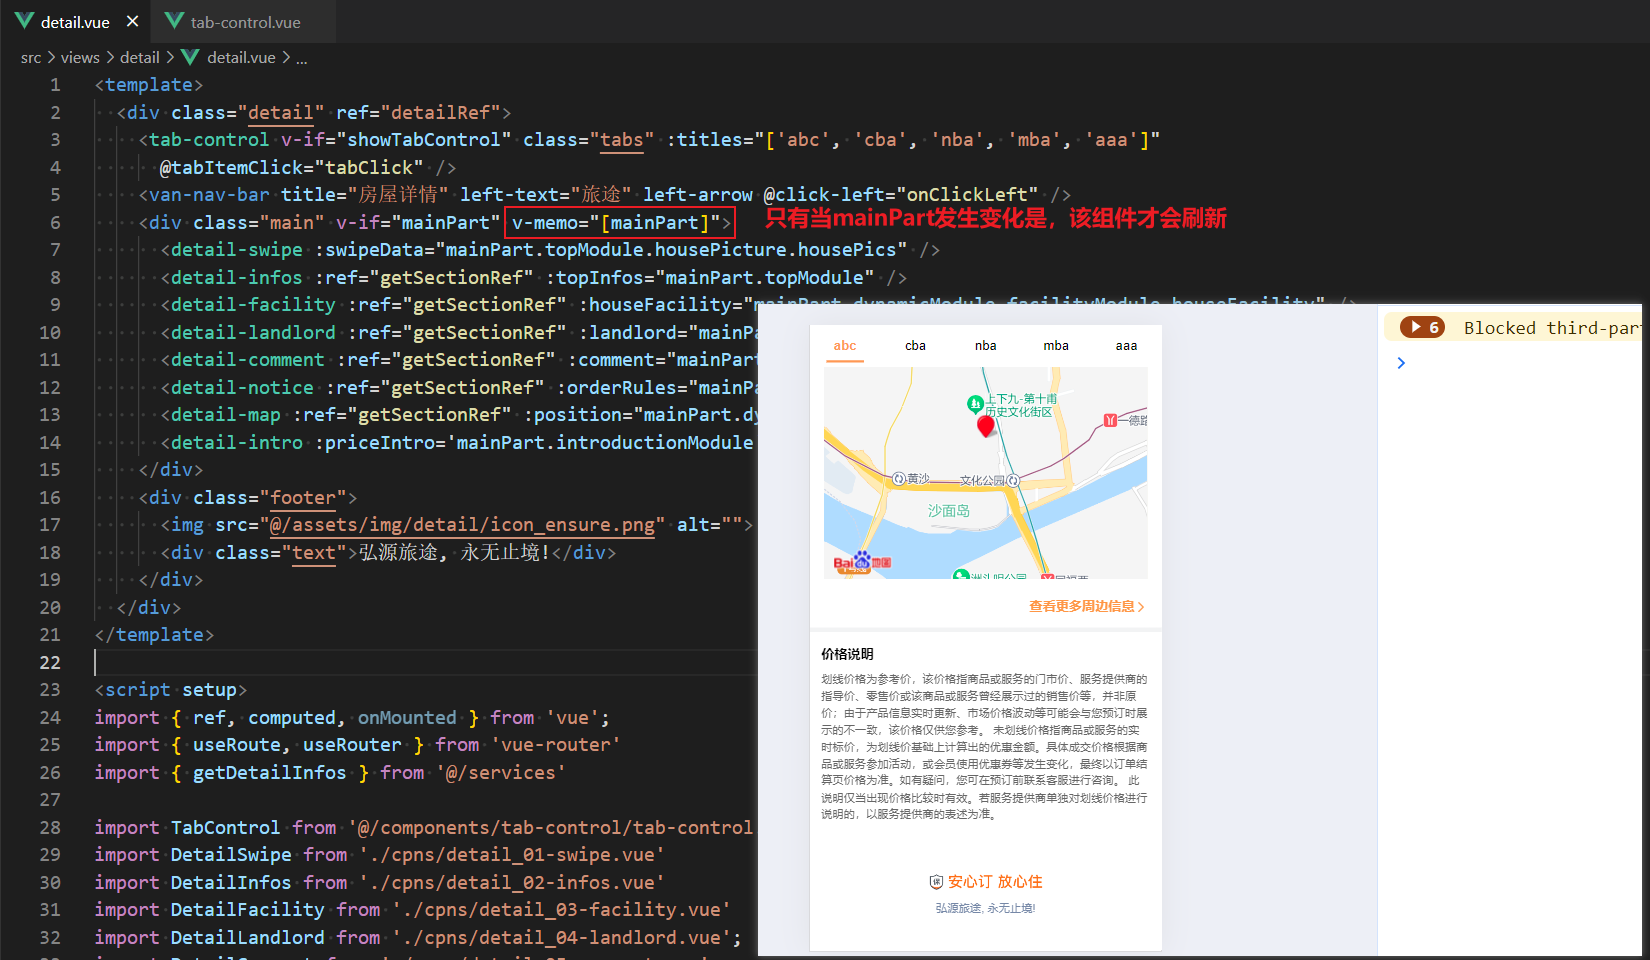 detail.vue × tab-control.vue
src > views > detail > detail.vue > ...
1 <template>
2 <div class="detail" ref="detailRef">
3 <tab-control v-if="showTabControl" class="tabs" :titles="['abc', 'cba', 'nba', 'mba', 'aaa']"
4 @tabItemClick="tabClick" />
5 <van-nav-bar title="房屋详情" left-text="旅途" left-arrow @click-left="onClickLeft" />
6 <div class="main" v-if="mainPart" v-memo="[mainPart]"> 只有当mainPart发生变化是，该组件才会刷新
7 <detail-swipe :swipeData="mainPart.topModule.housePicture.housePics" />
8 <detail-infos :ref="getSectionRef" :topInfos="mainPart.topModule" />
9 <detail-facility :ref="getSectionRef" :houseFacility="mainPart.dynamicModule.facilityModule.houseFacility" />
10 <detail-landlord :ref="getSectionRef" :landlord="mainPa
11 <detail-comment :ref="getSectionRef" :comment="mainPart
12 <detail-notice :ref="getSectionRef" :orderRules="mainPa
13 <detail-map :ref="getSectionRef" :position="mainPart.dy
14 <detail-intro :priceIntro='mainPart.introductionModule
15 </div>
16 <div class="footer">
17 <img src="@/assets/img/detail/icon_ensure.png" alt="">
18 <div class="text">弘源旅途, 永无止境!</div>
19 </div>
20 </div>
21 </template>
22
23 <script setup>
24 import { ref, computed, onMounted } from 'vue';
25 import { useRoute, useRouter } from 'vue-router'
26 import { getDetailInfos } from '@/services'
27
28 import TabControl from '@/components/tab-control/tab-control
29 import DetailSwipe from './cpns/detail_01-swipe.vue'
30 import DetailInfos from './cpns/detail_02-infos.vue'
31 import DetailFacility from './cpns/detail_03-facility.vue'
32 import DetailLandlord from './cpns/detail_04-landlord.vue';
abc cba nba mba aaa
上下九-第十甫
历史文化街区
一德路
黄沙
文化公园
沙面岛
Bai du 地图
洲头咀公园
查看更多周边信息 >
价格说明
划线价格为参考价，该价格指商品或服务的门市价、服务提供商的
指导价、零售价或该商品或服务曾经展示过的销售价等，并非原
价；由于产品信息实时更新、市场价格波动等可能会与您预订时展
示的不一致，该价格仅供您参考。 未划线价格指商品或服务的实
时标价，为划线价基础上计算出的优惠金额。具体成交价格根据商
品或服务参加活动，或会员使用优惠券等发生变化，最终以订单结
算页价格为准。如有疑问，您可在预订前联系客服进行咨询。 此
说明仅当出现价格比较时有效。若服务提供商单独对划线价格进行
说明的，以服务提供商的表述为准。
安心订 放心住
弘源旅途, 永无止境!
6 Blocked third-part
>